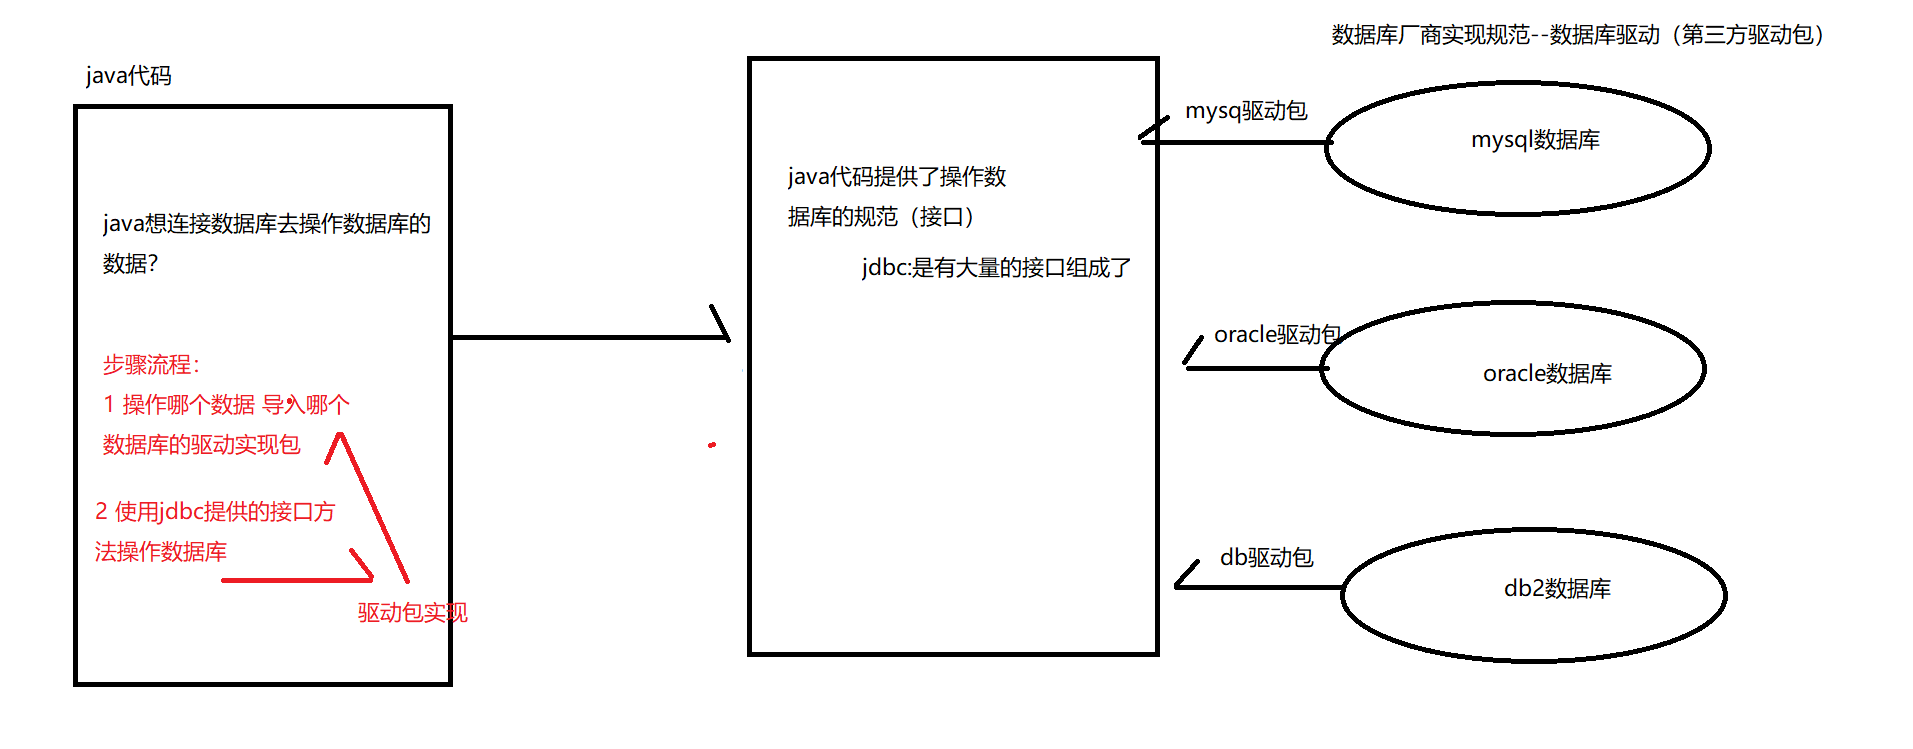 java代码
java想连接数据库去操作数据库的
数据?
步骤流程：
1 操作哪个数据 导入哪个
数据库的驱动实现包
2 使用jdbc提供的接口方
法操作数据库
驱动包实现
java代码提供了操作数
据库的规范（接口）
jdbc:是有大量的接口组成了
数据库厂商实现规范--数据库驱动（第三方驱动包）
mysq驱动包
mysql数据库
oracle驱动包
oracle数据库
db驱动包
db2数据库